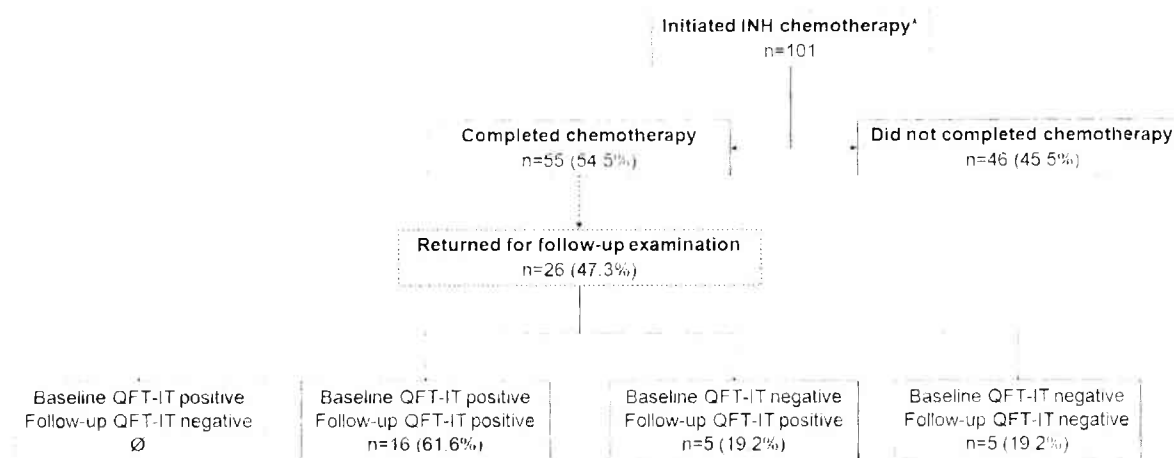 Initiated INH chemotherapy*
n=101
Completed chemotherapy
n=55 (54.5%)
Did not completed chemotherapy
n=46 (45.5%)
Returned for follow-up examination
n=26 (47.3%)
Baseline QFT-IT positive
Follow-up QFT-IT negative
Ø
Baseline QFT-IT positive
Follow-up QFT-IT positive
n=16 (61.6%)
Baseline QFT-IT negative
Follow-up QFT-IT positive
n=5 (19.2%)
Baseline QFT-IT negative
Follow-up QFT-IT negative
n=5 (19.2%)